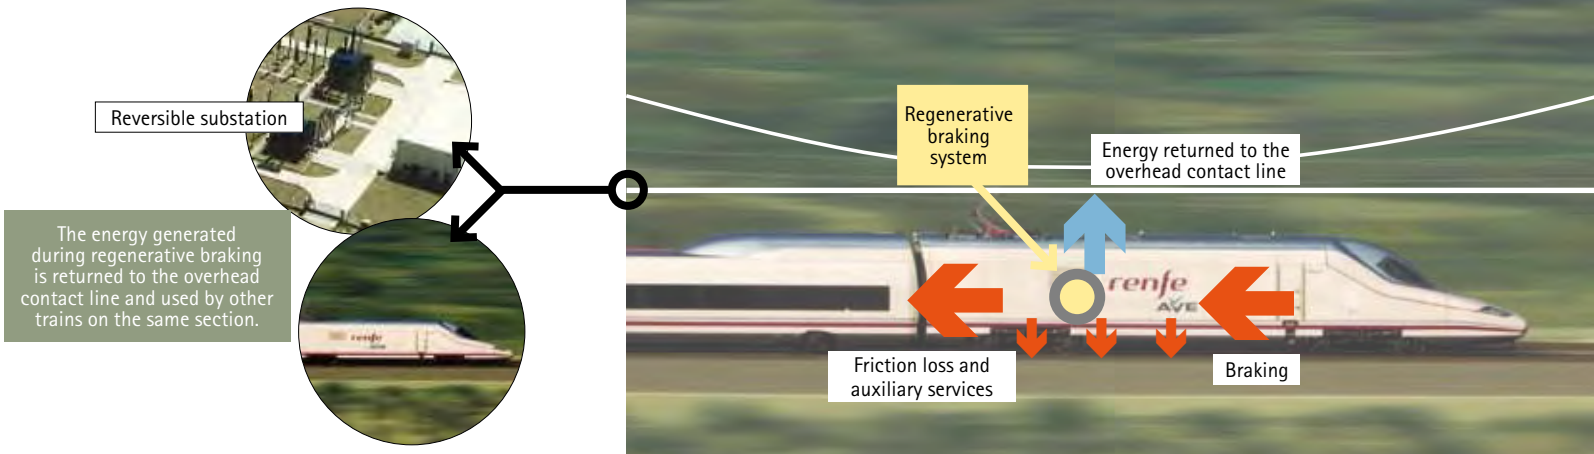 Reversible substation
The energy generated
during regenerative braking
is returned to the overhead
contact line and used by other
trains on the same section.
renfe
Regenerative
braking
system
Energy returned to the
overhead contact line
renfe
AVE
Friction loss and
auxiliary services
Braking